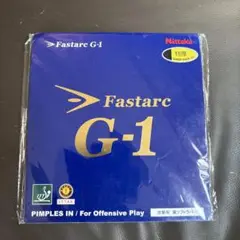 Nittaku
Fastarc G-1
Fastarc
G-1
PIMPLES IN / For Offensive Play